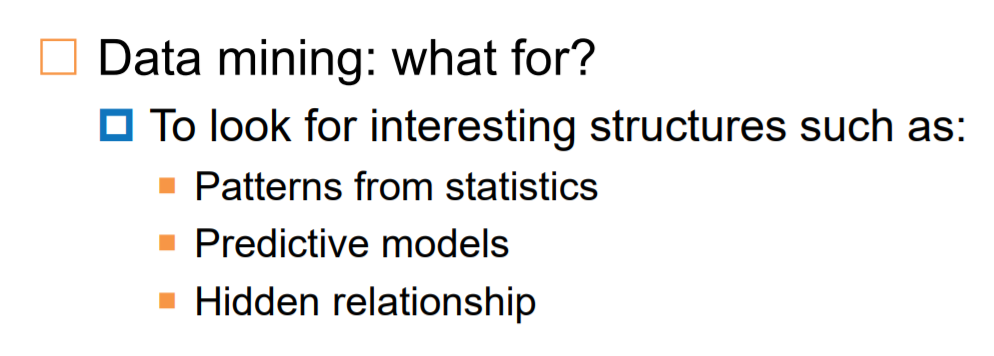 Data mining: what for?
To look for interesting structures such as:
Patterns from statistics
Predictive models
Hidden relationship